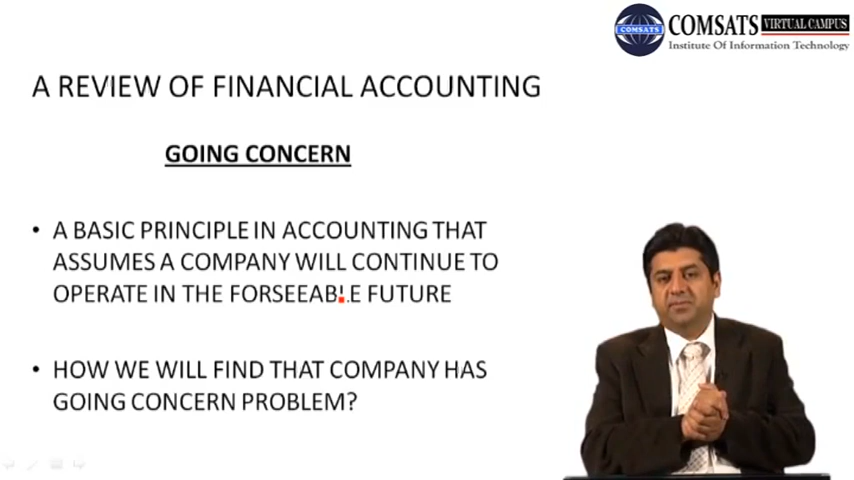 COMSATS VIRTUAL CAMPUS
COMSATS
Institute Of Information Technology
A REVIEW OF FINANCIAL ACCOUNTING
GOING CONCERN
• A BASIC PRINCIPLE IN ACCOUNTING THAT
ASSUMES A COMPANY WILL CONTINUE TO
OPERATE IN THE FORSEEABLE FUTURE
• HOW WE WILL FIND THAT COMPANY HAS
GOING CONCERN PROBLEM?